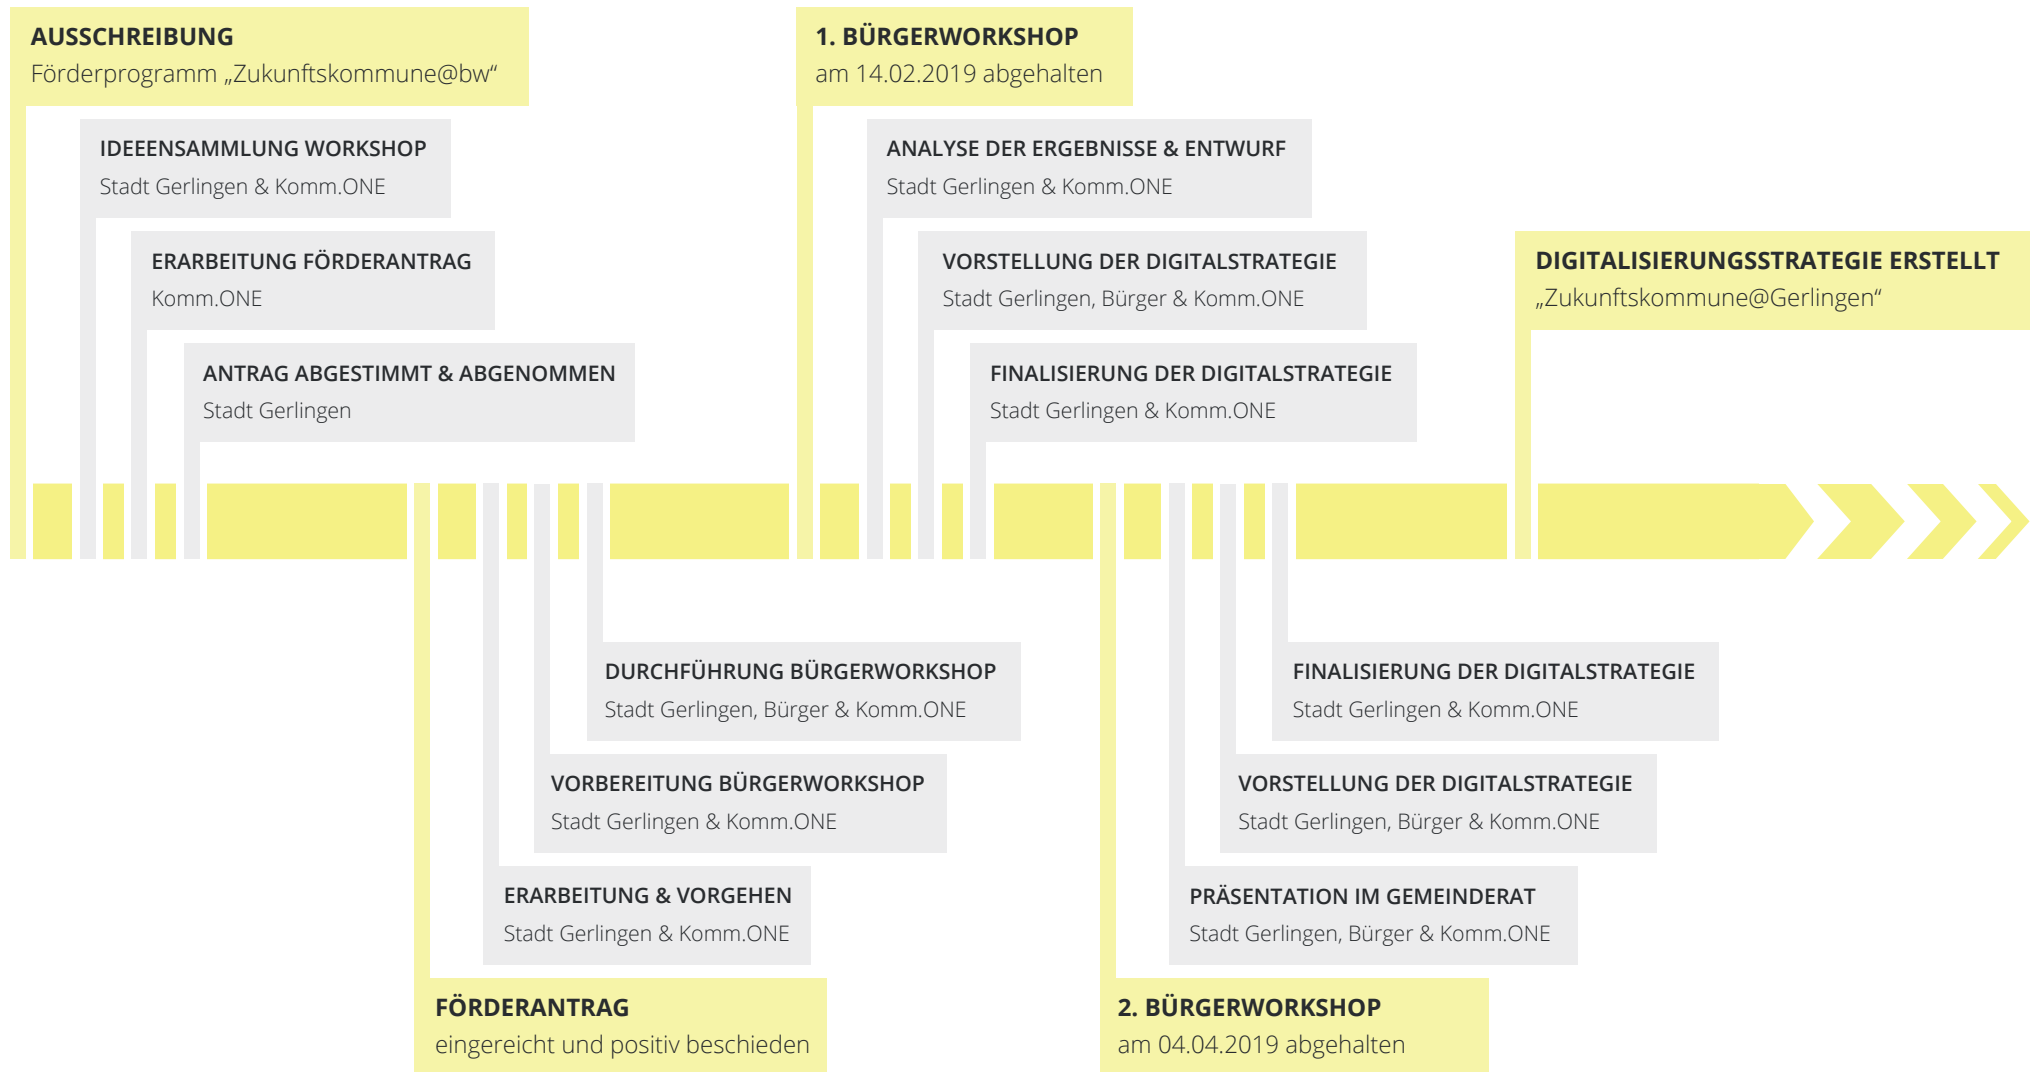 AUSSCHREIBUNG
Förderprogramm „Zukunftskommune@bw“
IDEEENSAMMLUNG WORKSHOP
Stadt Gerlingen & Komm.ONE
ERARBEITUNG FÖRDERANTRAG
Komm.ONE
ANTRAG ABGESTIMMT & ABGENOMMEN
Stadt Gerlingen
1. BÜRGERWORKSHOP
am 14.02.2019 abgehalten
ANALYSE DER ERGEBNISSE & ENTWURF
Stadt Gerlingen & Komm.ONE
VORSTELLUNG DER DIGITALSTRATEGIE
Stadt Gerlingen, Bürger & Komm.ONE
FINALISIERUNG DER DIGITALSTRATEGIE
Stadt Gerlingen & Komm.ONE
DIGITALISIERUNGSSTRATEGIE ERSTELLT
„Zukunftskommune@Gerlingen“
DURCHFÜHRUNG BÜRGERWORKSHOP
Stadt Gerlingen, Bürger & Komm.ONE
VORBEREITUNG BÜRGERWORKSHOP
Stadt Gerlingen & Komm.ONE
ERARBEITUNG & VORGEHEN
Stadt Gerlingen & Komm.ONE
FÖRDERANTRAG
eingereicht und positiv beschieden
FINALISIERUNG DER DIGITALSTRATEGIE
Stadt Gerlingen & Komm.ONE
VORSTELLUNG DER DIGITALSTRATEGIE
Stadt Gerlingen, Bürger & Komm.ONE
PRÄSENTATION IM GEMEINDERAT
Stadt Gerlingen, Bürger & Komm.ONE
2. BÜRGERWORKSHOP
am 04.04.2019 abgehalten